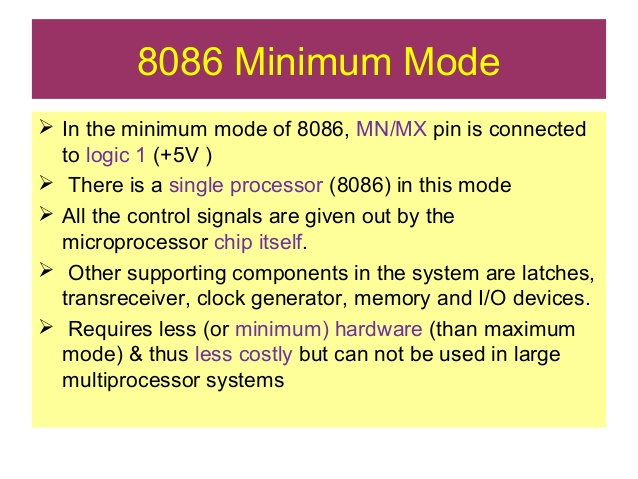 8086 Minimum Mode
➢ In the minimum mode of 8086, MN/MX pin is connected
to logic 1 (+5V )
➢ There is a single processor (8086) in this mode
➢ All the control signals are given out by the
microprocessor chip itself.
➢ Other supporting components in the system are latches,
transreceiver, clock generator, memory and I/O devices.
➢ Requires less (or minimum) hardware (than maximum
mode) & thus less costly but can not be used in large
multiprocessor systems